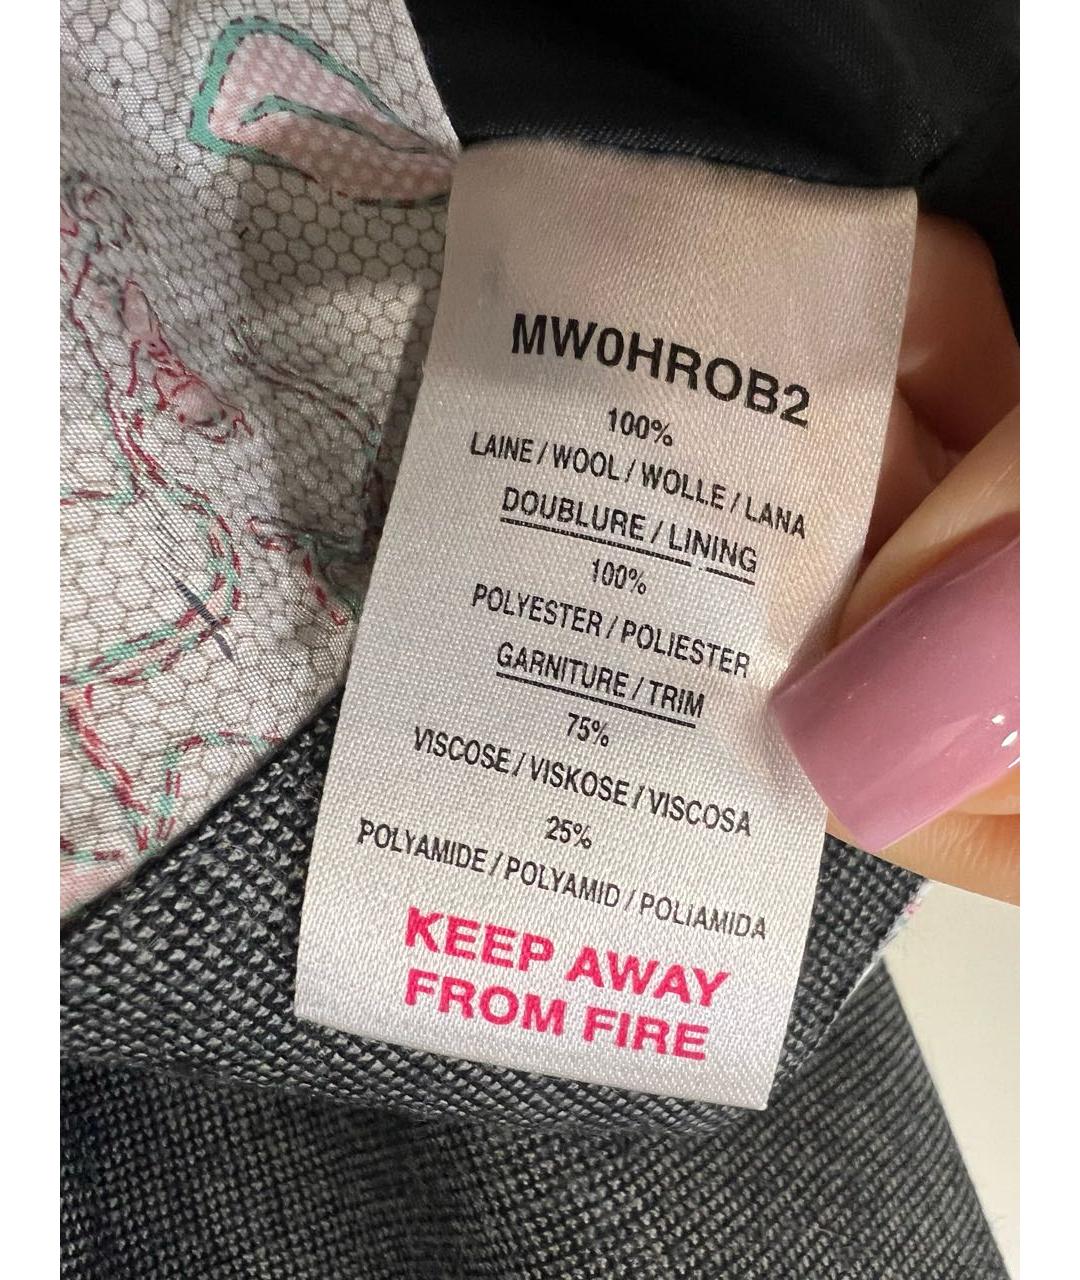 MW0HROB2
100%
LAINE / WOOL / WOLLE / LANA
DOUBLURE / LINING
100%
POLYESTER / POLIESTER
GARNITURE / TRIM
75%
VISCOSE / VISKOSE / VISCOSA
25%
POLYAMIDE / POLYAMID / POLIAMIDA
KEEP AWAY
FROM FIRE